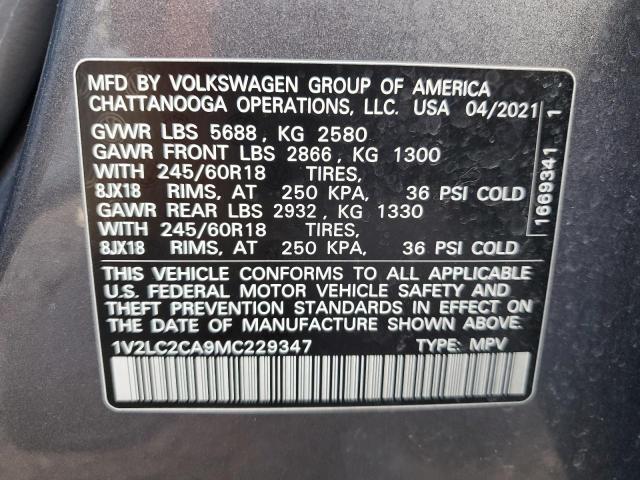 MFD BY VOLKSWAGEN GROUP OF AMERICA
CHATTANOOGA OPERATIONS, LLC. USA 04/2021
GVWR LBS 5688, KG 2580
GAWR FRONT LBS 2866, KG 1300
WITH 245/60R18 TIRES,
8JX18 RIMS, AT 250 KPA, 36 PSI COLD
GAWR REAR LBS 2932, KG 1330
WITH 245/60R18 TIRES,
8JX18 RIMS, AT 250 KPA, 36 PSI COLD
THIS VEHICLE CONFORMS TO ALL APPLICABLE
U.S. FEDERAL MOTOR VEHICLE SAFETY AND
THEFT PREVENTION STANDARDS IN EFFECT ON
THE DATE OF MANUFACTURE SHOWN ABOVE.
1V2LC2CA9MC229347 TYPE: MPV
1669341 1